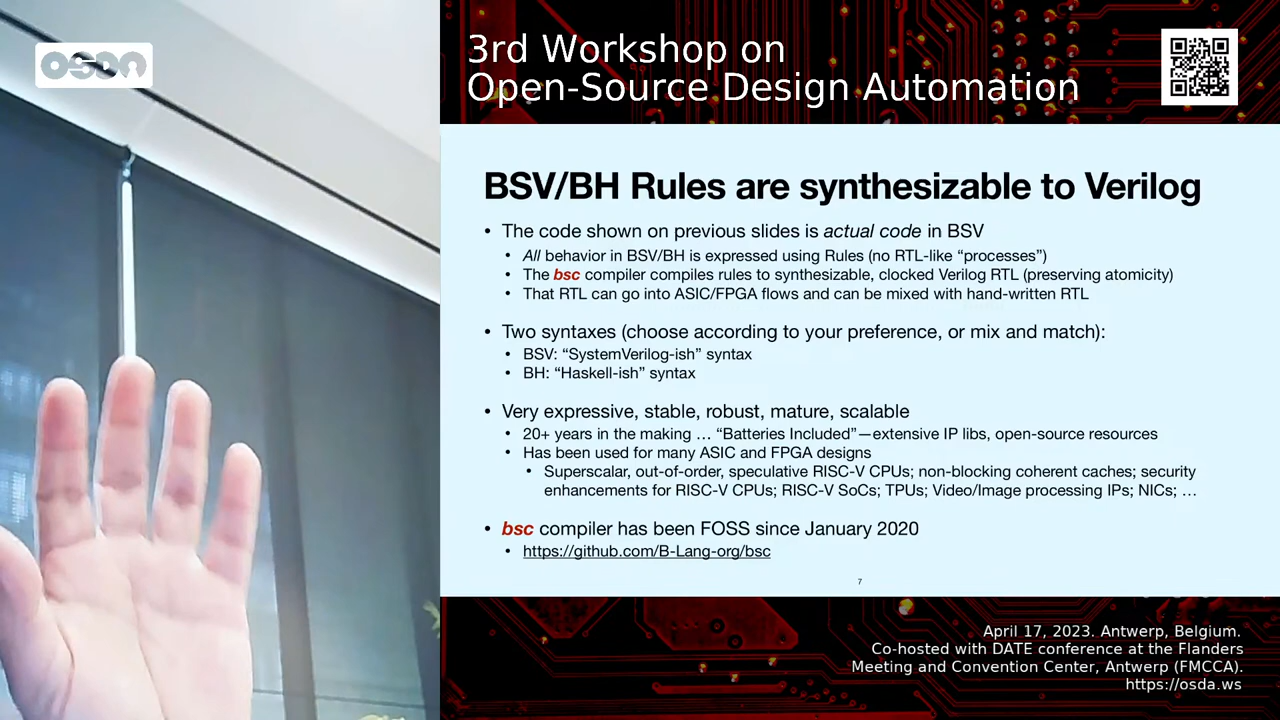 OSDA
3rd Workshop on
Open-Source Design Automation
BSV/BH Rules are synthesizable to Verilog
• The code shown on previous slides is actual code in BSV
• All behavior in BSV/BH is expressed using Rules (no RTL-like “processes”)
• The bsc compiler compiles rules to synthesizable, clocked Verilog RTL (preserving atomicity)
• That RTL can go into ASIC/FPGA flows and can be mixed with hand-written RTL
• Two syntaxes (choose according to your preference, or mix and match):
• BSV: “SystemVerilog-ish” syntax
• BH: “Haskell-ish” syntax
• Very expressive, stable, robust, mature, scalable
• 20+ years in the making … “Batteries Included”—extensive IP libs, open-source resources
• Has been used for many ASIC and FPGA designs
• Superscalar, out-of-order, speculative RISC-V CPUs; non-blocking coherent caches; security
enhancements for RISC-V CPUs; RISC-V SoCs; TPUs; Video/Image processing IPs; NICs; …
• bsc compiler has been FOSS since January 2020
• https://github.com/B-Lang-org/bsc
7
April 17, 2023. Antwerp, Belgium.
Co-hosted with DATE conference at the Flanders
Meeting and Convention Center, Antwerp (FMCCA).
https://osda.ws